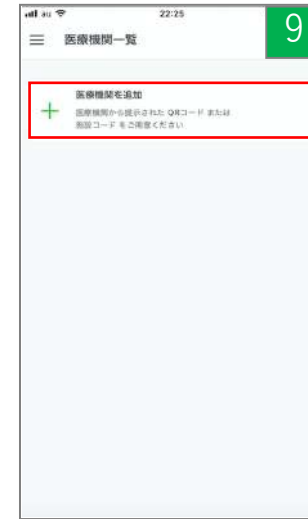 au 22:25
9
医療機関一覧
医療機関を追加
医療機関から提示された QRコード または
施設コード をご用意ください